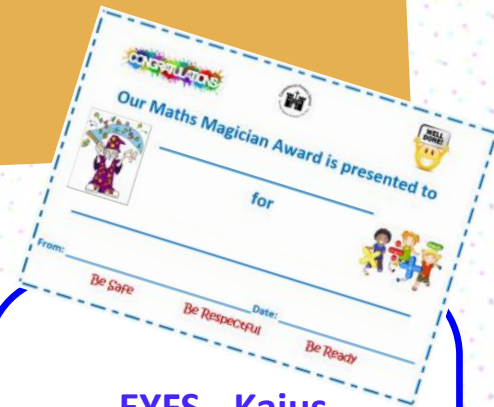 CONGRATULATIONS
WELL
DONE!
Our Maths Magician Award is presented to
for
From:
Date:
Be Safe
Be Respectful
Be Ready
EYFS - Kajus